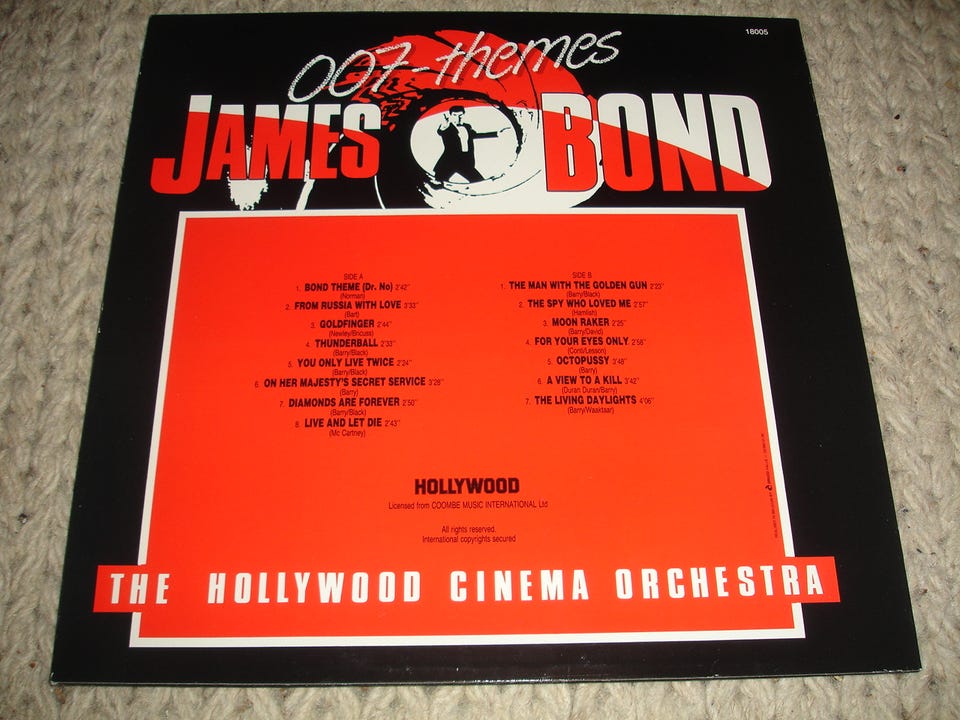 18005
007-themes
JAMES BOND
SIDE A
1. BOND THEME (Dr. No) 3'42"
(Norman)
2. FROM RUSSIA WITH LOVE 3'33"
(Bart)
3. GOLDFINGER 2'44"
(Newley/Bricuss)
4. THUNDERBALL 2'33"
(Barry/Black)
5. YOU ONLY LIVE TWICE 2'24"
(Barry/Black)
6. ON HER MAJESTY'S SECRET SERVICE 3'28"
(Barry)
7. DIAMONDS ARE FOREVER 2'50"
(Barry/Black)
8. LIVE AND LET DIE 2'43"
(Mc Cartney)
SIDE B
1. THE MAN WITH THE GOLDEN GUN 2'23"
(Barry/Black)
2. THE SPY WHO LOVED ME 2'57"
(Hamlish)
3. MOON RAKER 2'25"
(Barry/David)
4. FOR YOUR EYES ONLY 2'58"
(Conti/Lesson)
5. OCTOPUSSY 3'48"
(Barry)
6. A VIEW TO A KILL 3'42"
(Duran Duran/Barry)
7. THE LIVING DAYLIGHTS 4'06"
(Barry/Waaktaar)
HOLLYWOOD
Licensed from COOMBE MUSIC INTERNATIONAL Ltd
All rights reserved.
International copyrights secured
THE HOLLYWOOD CINEMA ORCHESTRA